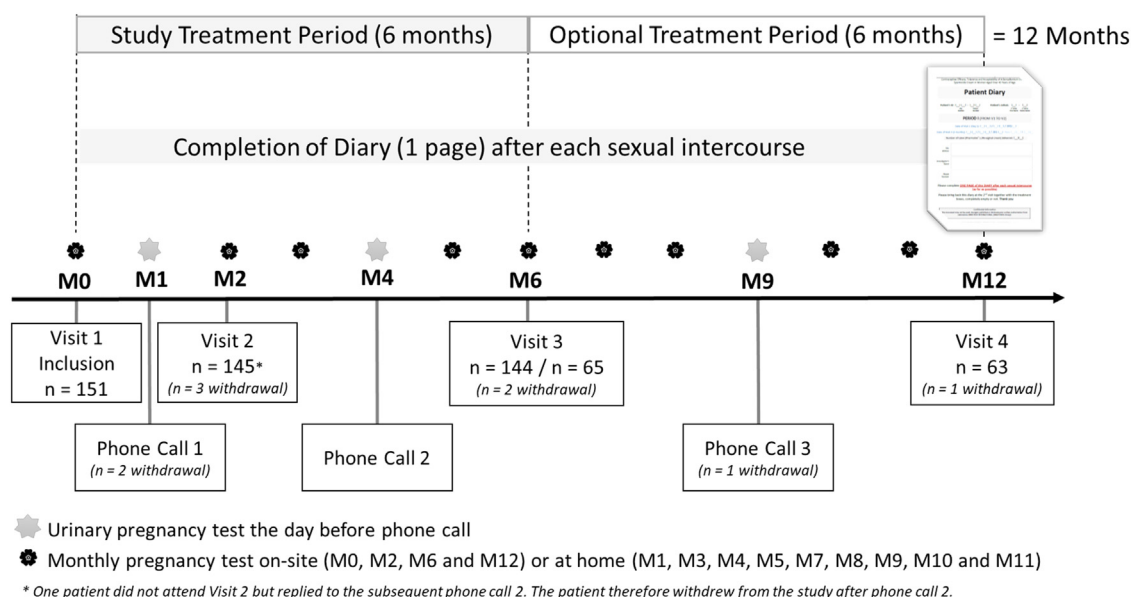 Study Treatment Period (6 months)
Optional Treatment Period (6 months)
= 12 Months
Patient Diary
Completion of Diary (1 page) after each sexual intercourse
M0
M1
M2
M4
M6
M9
M12
Visit 1
Inclusion
n = 151
Visit 2
n = 145*
(n = 3 withdrawal)
Visit 3
n = 144 / n = 65
(n = 2 withdrawal)
Visit 4
n = 63
(n = 1 withdrawal)
Phone Call 1
(n = 2 withdrawal)
Phone Call 2
Phone Call 3
(n = 1 withdrawal)
Urinary pregnancy test the day before phone call
Monthly pregnancy test on-site (M0, M2, M6 and M12) or at home (M1, M3, M4, M5, M7, M8, M9, M10 and M11)
* One patient did not attend Visit 2 but replied to the subsequent phone call 2. The patient therefore withdrew from the study after phone call 2.